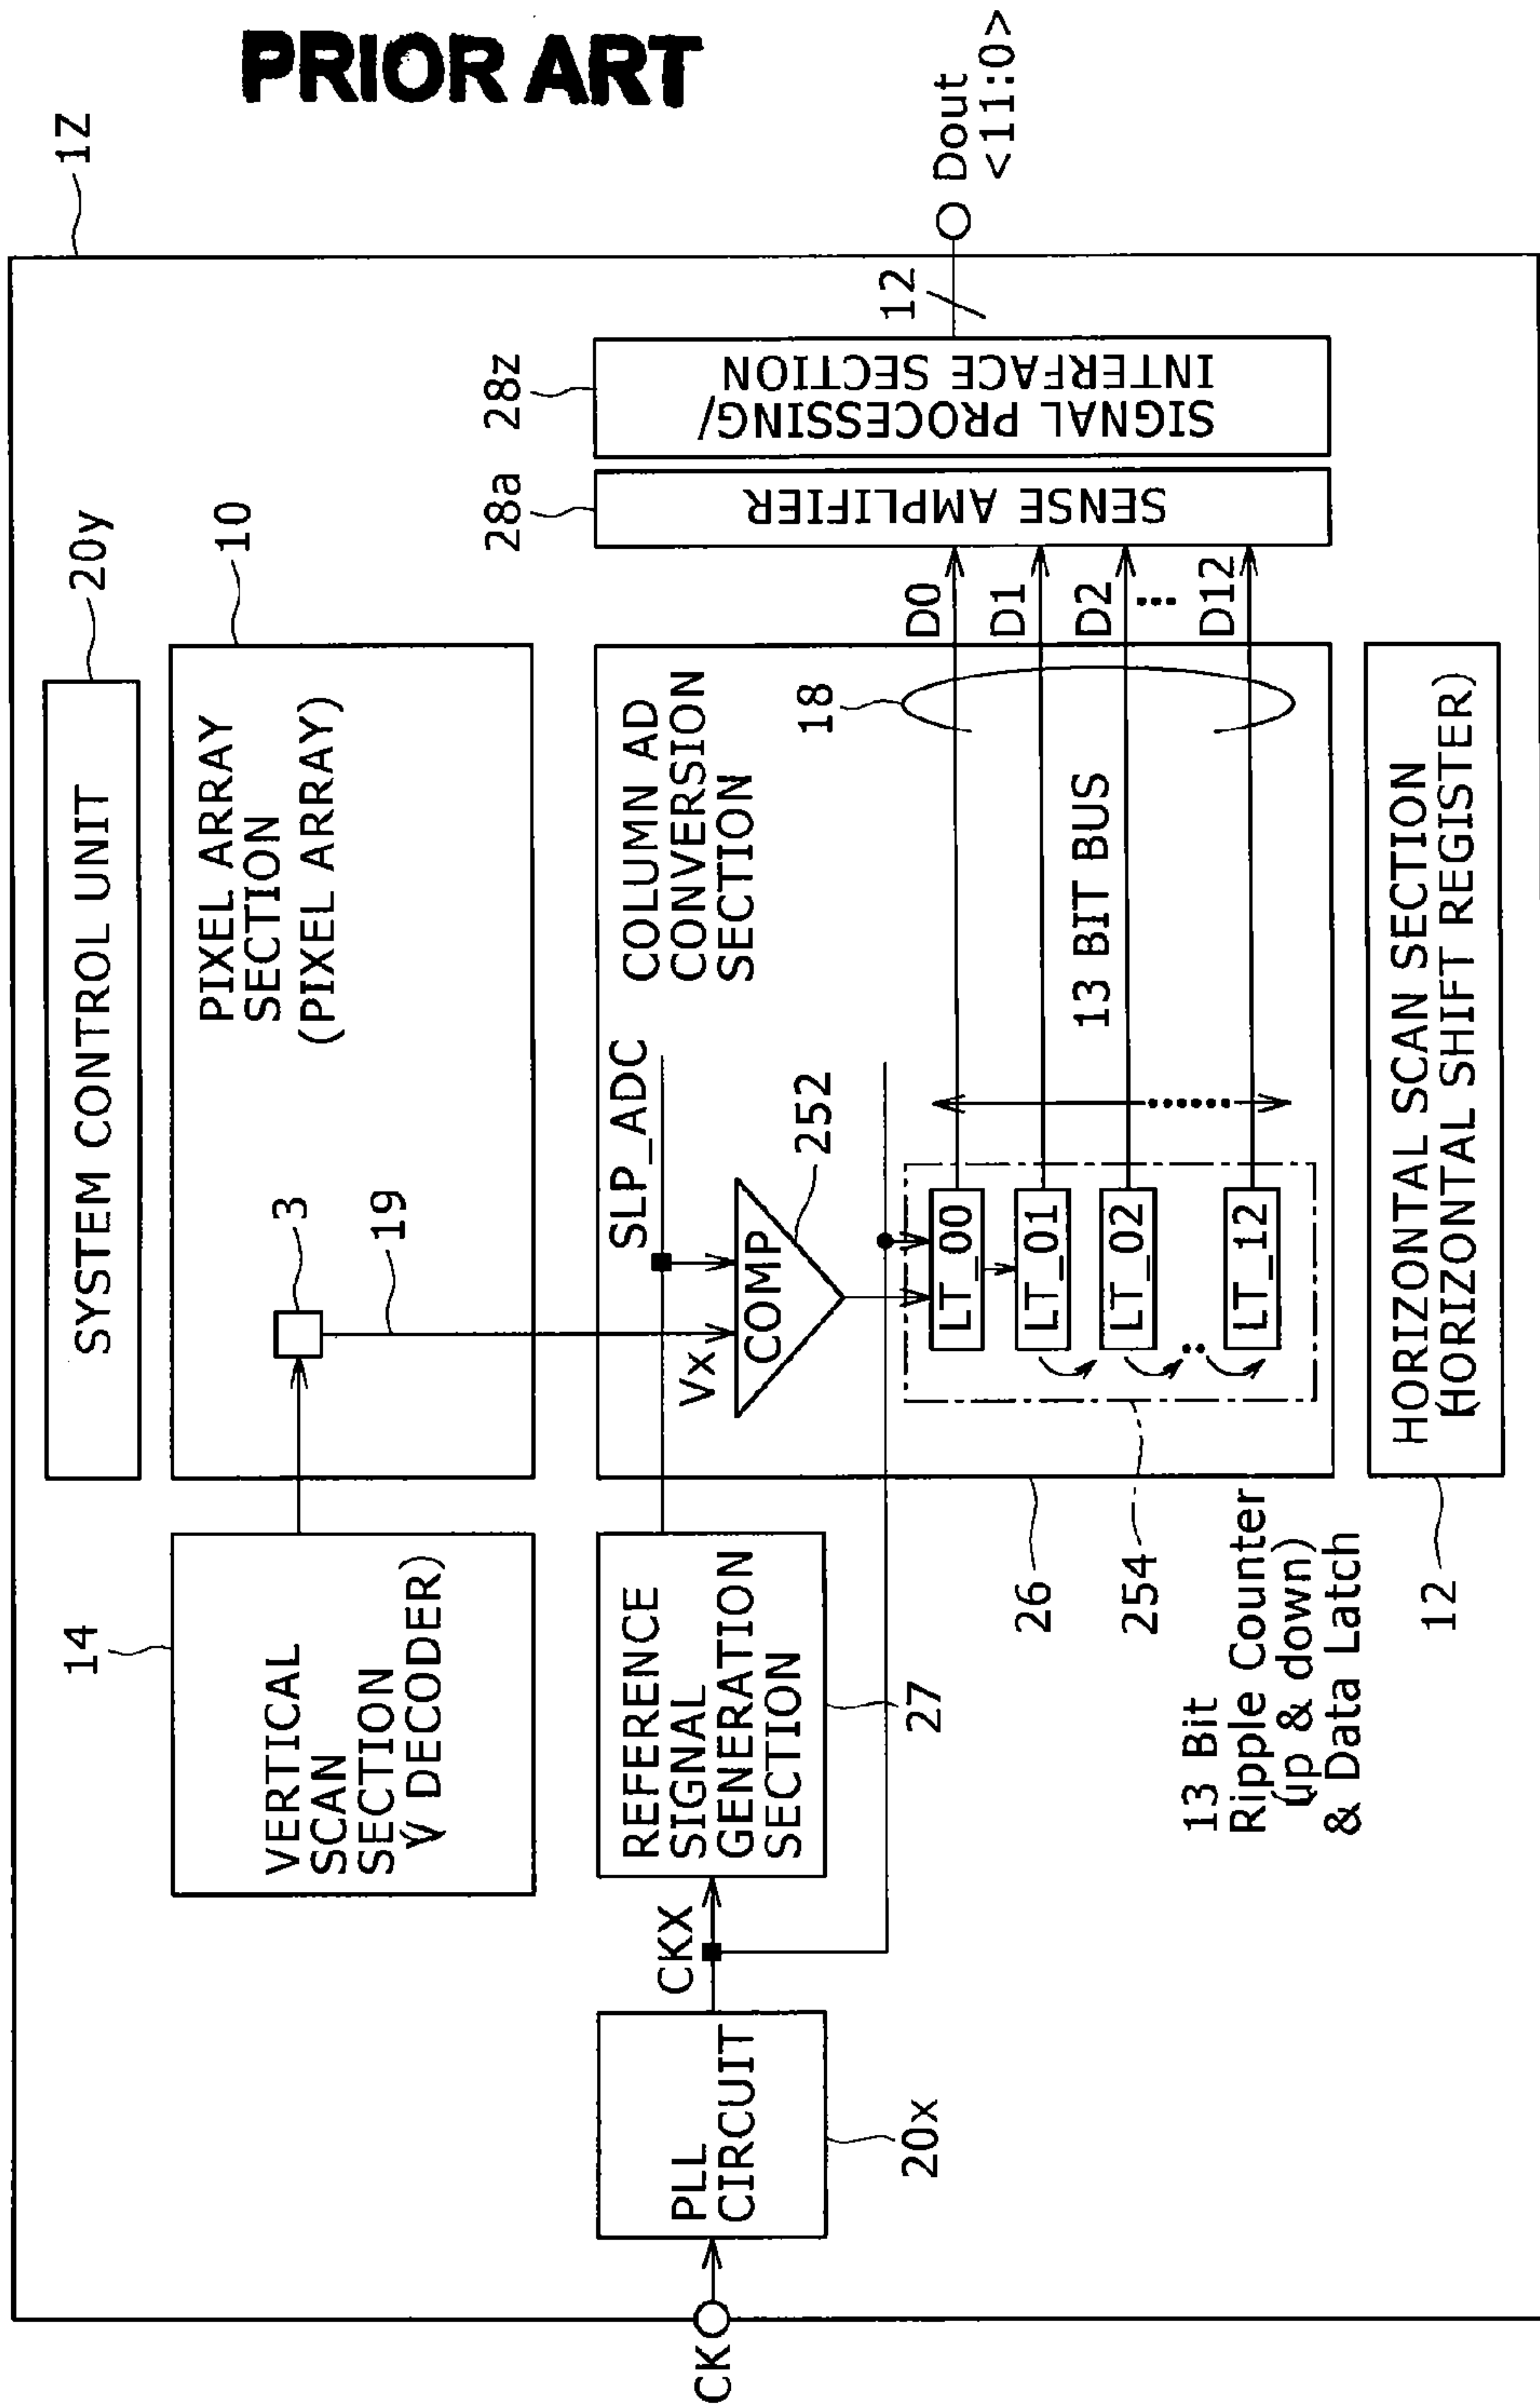 PRIOR ART
1Z
SYSTEM CONTROL UNIT
20y
14
VERTICAL
SCAN
SECTION
(V DECODER)
3
19
PIXEL ARRAY
SECTION
(PIXEL ARRAY)
10
CK
PLL
CIRCUIT
20x
CKX
REFERENCE
SIGNAL
GENERATION
SECTION
27
SLP_ADC
Vx
COMP
252
COLUMN AD
CONVERSION
SECTION
LT_00
LT_01
LT_02
LT_12
13 BIT BUS
18
D0
D1
D2
D12
28a
SENSE AMPLIFIER
28z
SIGNAL PROCESSING/
INTERFACE SECTION
12
Dout
<11:0>
26
254
13 Bit
Ripple Counter
(up & down)
& Data Latch
12
HORIZONTAL SCAN SECTION
(HORIZONTAL SHIFT REGISTER)